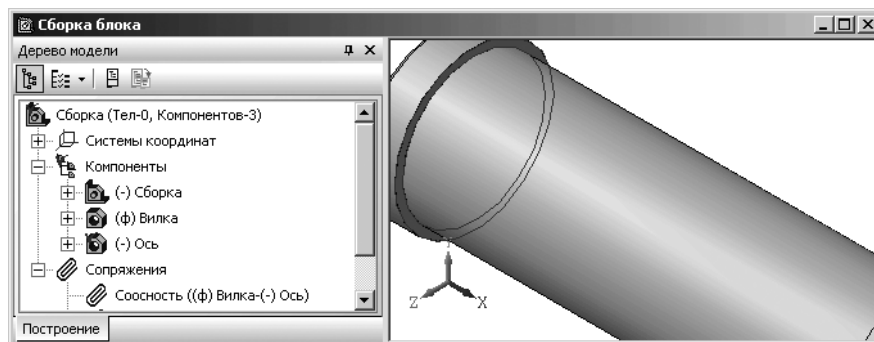 Сборка блока
Дерево модели
Сборка (Тел-0, Компонентов-3)
Системы координат
Компоненты
(-) Сборка
(ф) Вилка
(-) Ось
Сопряжения
Соосность ((ф) Вилка-(-) Ось)
Построение
Z
X